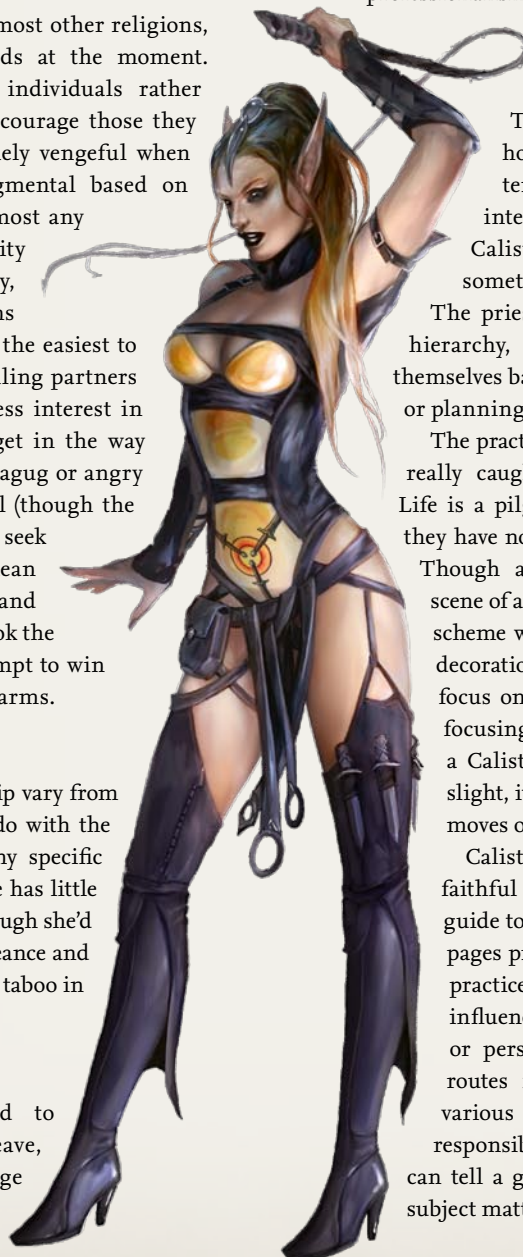 most other religions,
ds at the moment.
individuals rather
courage those they
ely vengeful when
gmental based on
most any
ity
y,
ns
the easiest to
ling partners
ess interest in
get in the way
agug or angry
l (though the
seek
ean
and
ok the
mpt to win
arms.
ip vary from
do with the
ny specific
e has little
ugh she’d
eance and
taboo in
d to
eave,
ge
T
ho
te
inte
Calist
somet
The prie
hierarchy,
themselves ba
or planning
The pract
really caug
Life is a pilg
they have no
Though a
scene of a
scheme w
decoratio
focus on
focusing
a Calist
slight, i
moves o
Calist
faithful
guide to
pages pr
practice
influen
or pers
routes
various
responsib
can tell a g
subject matt